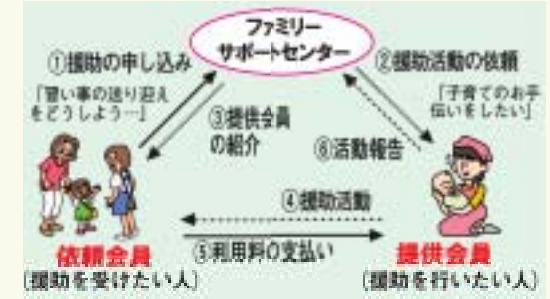 ファミリー
サポートセンター
①援助の申し込み
②援助活動の依頼
「習い事の送り迎え
をどうしよう…」
「子育てのお手
伝いをしたい」
③提供会員
の紹介
⑥活動報告
④援助活動
⑤利用料の支払い
依頼会員
(援助を受けたい人)
提供会員
(援助を行いたい人)